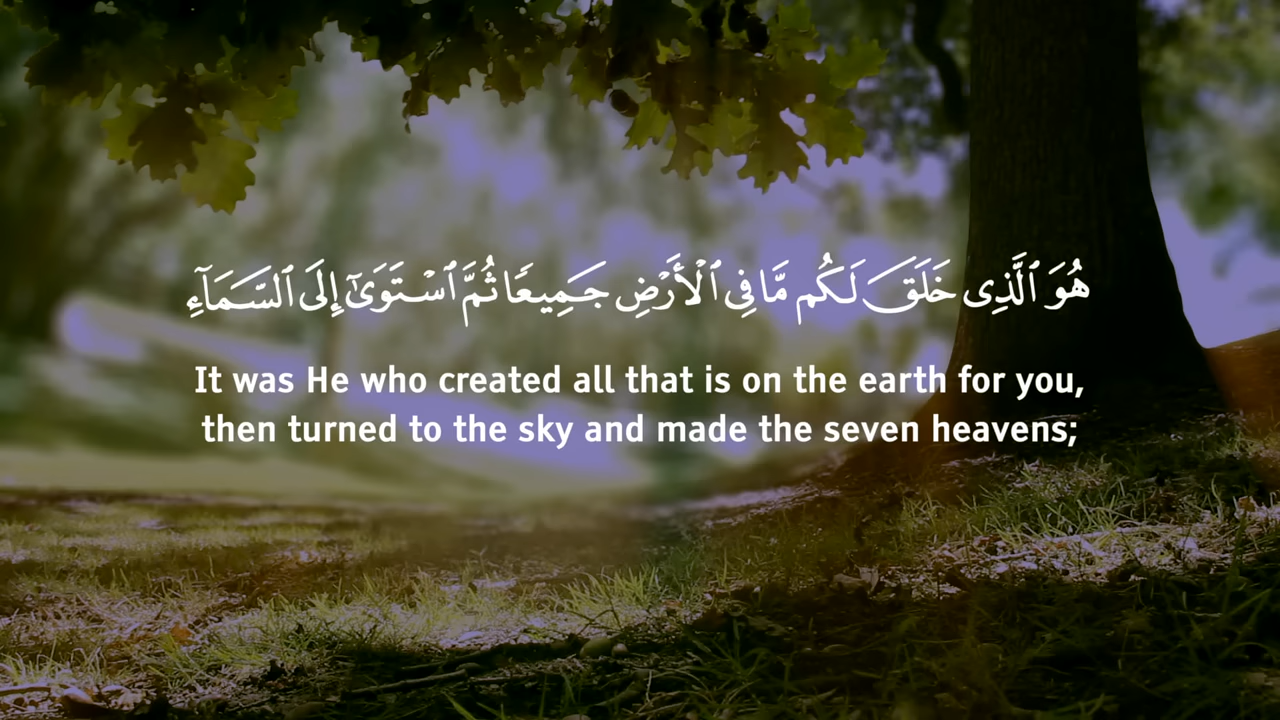 هُوَ ٱلَّذِى خَلَقَ لَكُم مَّا فِى ٱلْأَرْضِ جَمِيعًا ثُمَّ ٱسْتَوَىٰٓ إِلَى ٱلسَّمَآءِ
It was He who created all that is on the earth for you,
then turned to the sky and made the seven heavens;